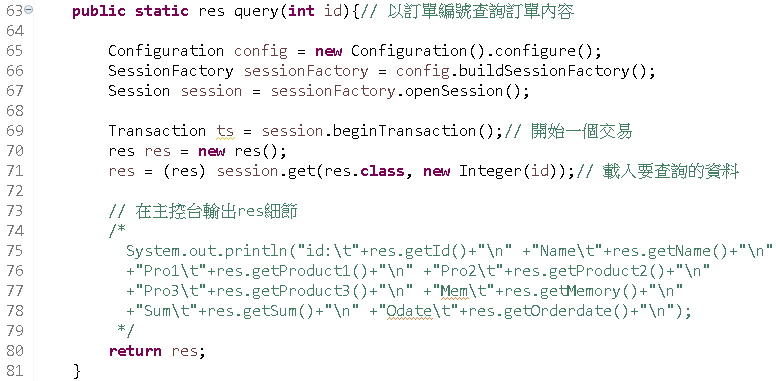 63 public static res query(int id){// 以訂單編號查詢訂單內容
64
65 Configuration config = new Configuration().configure();
66 SessionFactory sessionFactory = config.buildSessionFactory();
67 Session session = sessionFactory.openSession();
68
69 Transaction ts = session.beginTransaction();// 開始一個交易
70 res res = new res();
71 res = (res) session.get(res.class, new Integer(id));// 載入要查詢的資料
72
73 // 在主控台輸出res細節
74 /*
75 System.out.println("id:\t"+res.getId()+"\n" +"Name\t"+res.getName()+"\n"
76 +"Pro1\t"+res.getProduct1()+"\n" +"Pro2\t"+res.getProduct2()+"\n"
77 +"Pro3\t"+res.getProduct3()+"\n" +"Mem\t"+res.getMemory()+"\n"
78 +"Sum\t"+res.getSum()+"\n" +"Odate\t"+res.getOrderdate()+"\n");
79 */
80 return res;
81 }